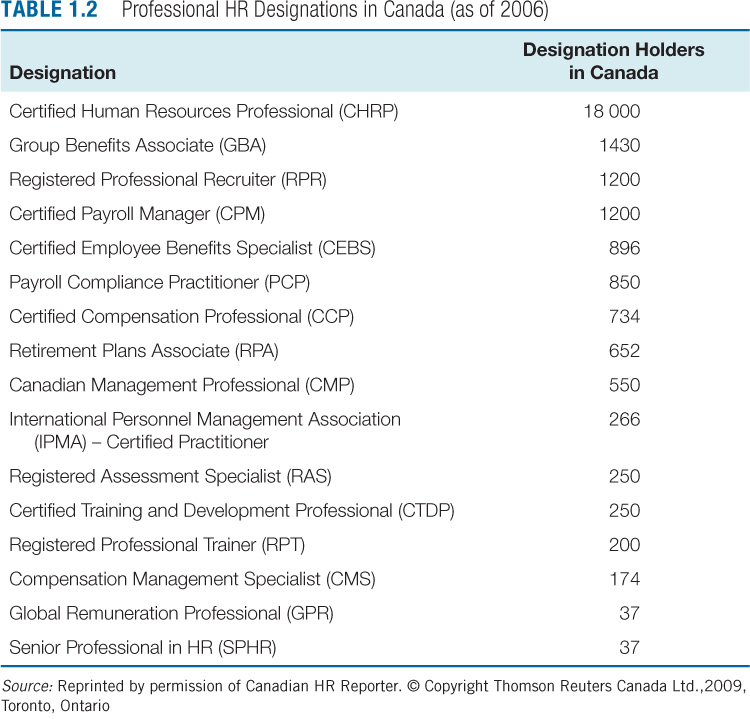 TABLE 1.2 Professional HR Designations in Canada (as of 2006)
Designation Holders
Designation in Canada
Certified Human Resources Professional (CHRP) 18 000
Group Benefits Associate (GBA) 1430
Registered Professional Recruiter (RPR) 1200
Certified Payroll Manager (CPM) 1200
Certified Employee Benefits Specialist (CEBS) 896
Payroll Compliance Practitioner (PCP) 850
Certified Compensation Professional (CCP) 734
Retirement Plans Associate (RPA) 652
Canadian Management Professional (CMP) 550
International Personnel Management Association 266
(IPMA) – Certified Practitioner
Registered Assessment Specialist (RAS) 250
Certified Training and Development Professional (CTDP) 250
Registered Professional Trainer (RPT) 200
Compensation Management Specialist (CMS) 174
Global Remuneration Professional (GPR) 37
Senior Professional in HR (SPHR) 37
Source: Reprinted by permission of Canadian HR Reporter. © Copyright Thomson Reuters Canada Ltd.,2009,
Toronto, Ontario